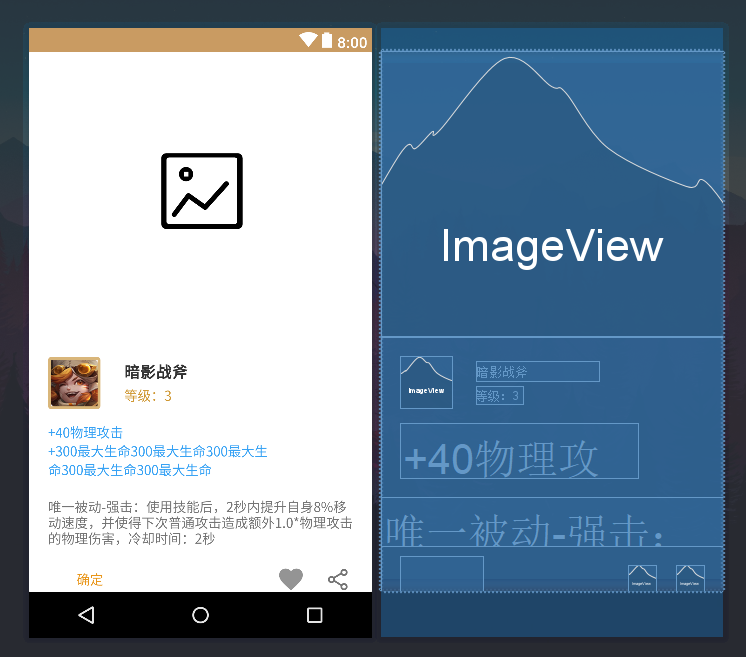 8:00
暗影战斧
等级：3
+40物理攻击
+300最大生命300最大生命300最大生
命300最大生命300最大生命
唯一被动-强击：使用技能后，2秒内提升自身8%移
动速度，并使得下次普通攻击造成额外1.0*物理攻击
的物理伤害，冷却时间：2秒
确定
ImageView
ImageView
暗影战斧
等级：3
+40物理攻
唯一被动-强击：
ImageView
ImageView